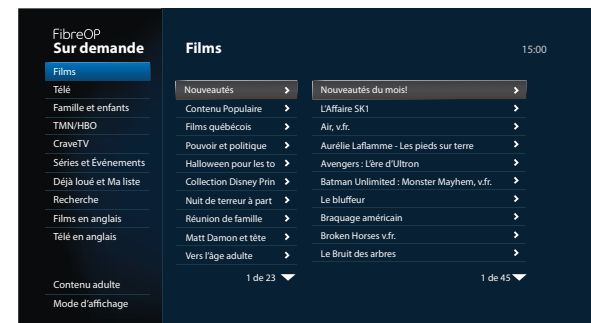 FibreOP
Sur demande
Films
15:00
Films
Télé
Famille et enfants
TMN/HBO
CraveTV
Séries et Événements
Déjà loué et Ma liste
Recherche
Films en anglais
Télé en anglais
Contenu adulte
Mode d'affichage
Nouveautés
Contenu Populaire
Films québécois
Pouvoir et politique
Halloween pour les to
Collection Disney Prin
Nuit de terreur à part
Réunion de famille
Matt Damon et tête
Vers l'âge adulte
1 de 23
Nouveautés du mois!
L'Affaire SK1
Air, v.fr.
Aurélie Laflamme - Les pieds sur terre
Avengers : L'ère d'Ultron
Batman Unlimited : Monster Mayhem, v.fr.
Le bluffeur
Braquage américain
Broken Horses v.fr.
Le Bruit des arbres
1 de 45